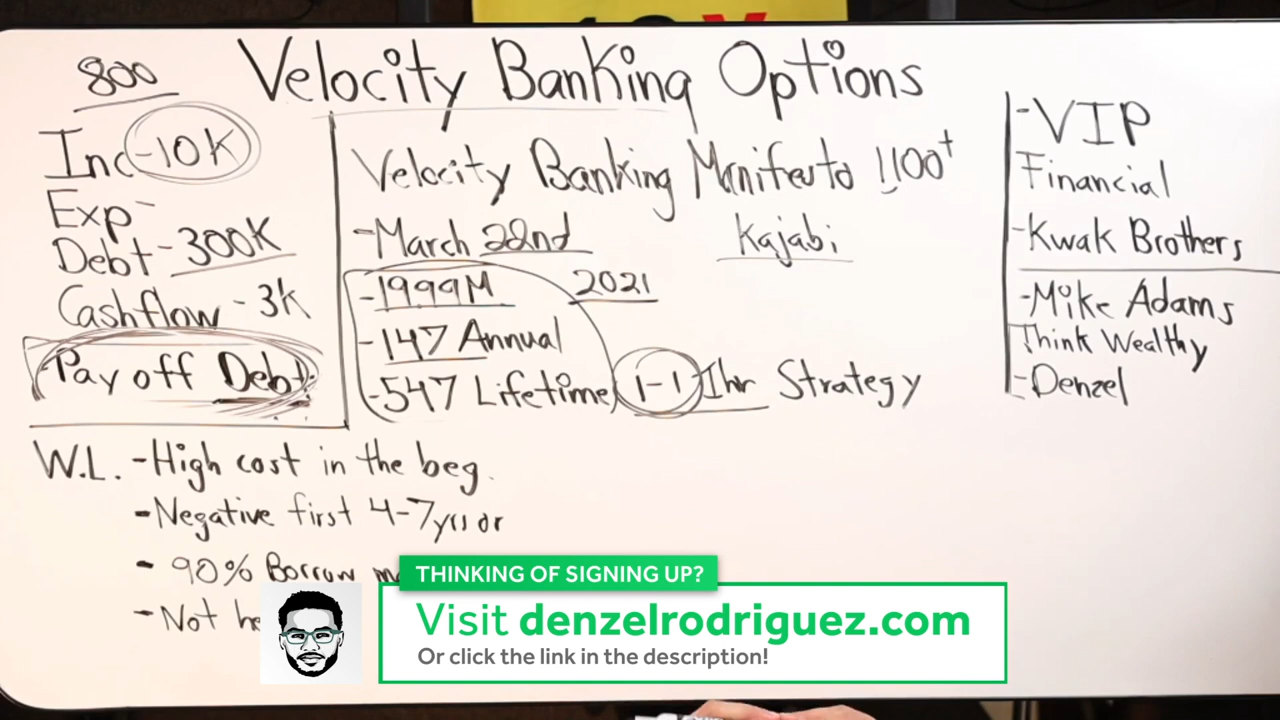 800
Velocity Banking Options
Inc -10K
Exp -
Debt - 300K
Cashflow - 3K
Pay off Debt
Velocity Banking Manifesto 1,100+
-March 22nd
Kajabi
-1999M
2021
-147 Annual
-547 Lifetime
1-1 1hr Strategy
-VIP
Financial
-Kwak Brothers
-Mike Adams
Think Wealthy
-Denzel
W.L. -High cost in the beg.
-Negative first 4-7yrs or
- 90% Borrow
-Not
THINKING OF SIGNING UP?
Visit denzelrodriguez.com
Or click the link in the description!